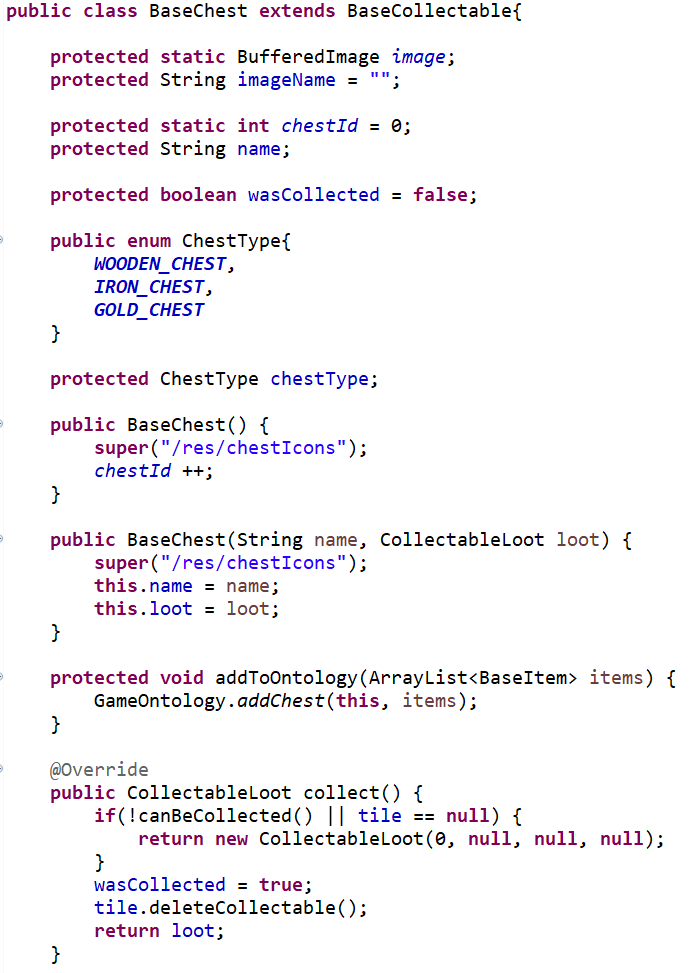 public class BaseChest extends BaseCollectable{
protected static BufferedImage image;
protected String imageName = "";
protected static int chestId = 0;
protected String name;
protected boolean wasCollected = false;
public enum ChestType{
WOODEN_CHEST,
IRON_CHEST,
GOLD_CHEST
}
protected ChestType chestType;
public BaseChest() {
super("/res/chestIcons");
chestId ++;
}
public BaseChest(String name, CollectableLoot loot) {
super("/res/chestIcons");
this.name = name;
this.loot = loot;
}
protected void addToOntology(ArrayList<BaseItem> items) {
GameOntology.addChest(this, items);
}
@Override
public CollectableLoot collect() {
if(!canBeCollected() || tile == null) {
return new CollectableLoot(0, null, null, null);
}
wasCollected = true;
tile.deleteCollectable();
return loot;
}